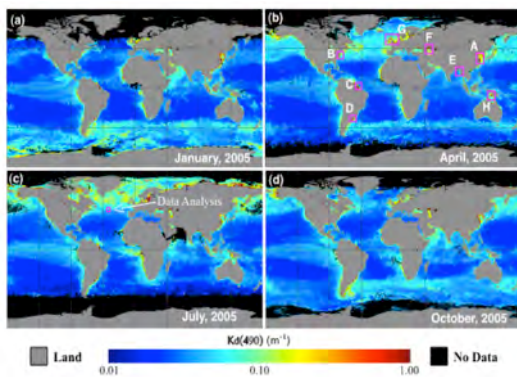 (a)
January, 2005
(b)
G
F
A
B
E
C
H
D
April, 2005
(c)
Data Analysis
July, 2005
(d)
October, 2005
Kd(490) (m⁻¹)
Land
0.01
0.10
1.00
No Data